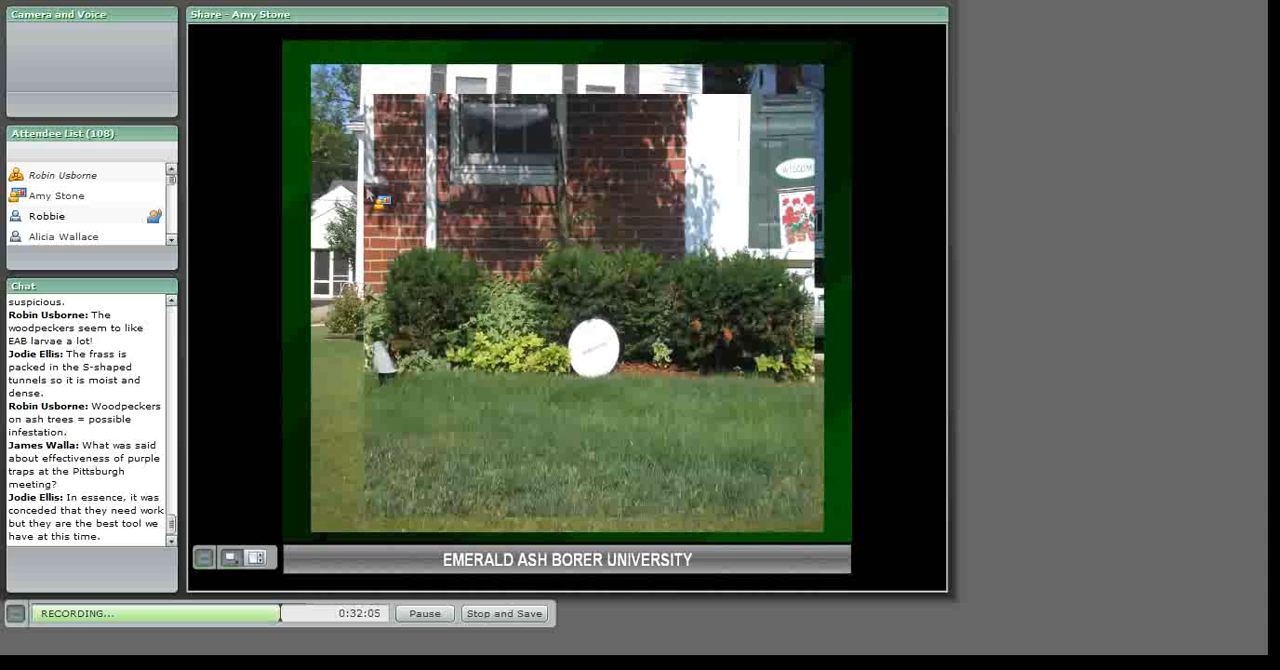 Camera and Voice
Share - Amy Stone
Attendee List (108)
Robin Usborne
Amy Stone
Robbie
Alicia Wallace
Chat
suspicious.
Robin Usborne: The
woodpeckers seem to like
EAB larvae a lot!
Jodie Ellis: The frass is
packed in the S-shaped
tunnels so it is moist and
dense.
Robin Usborne: Woodpeckers
on ash trees = possible
infestation.
James Walla: What was said
about effectiveness of purple
traps at the Pittsburgh
meeting?
Jodie Ellis: In essence, it was
conceded that they need work
but they are the best tool we
have at this time.
WELCOME
EMERALD ASH BORER UNIVERSITY
RECORDING...
0:32:05
Pause
Stop and Save